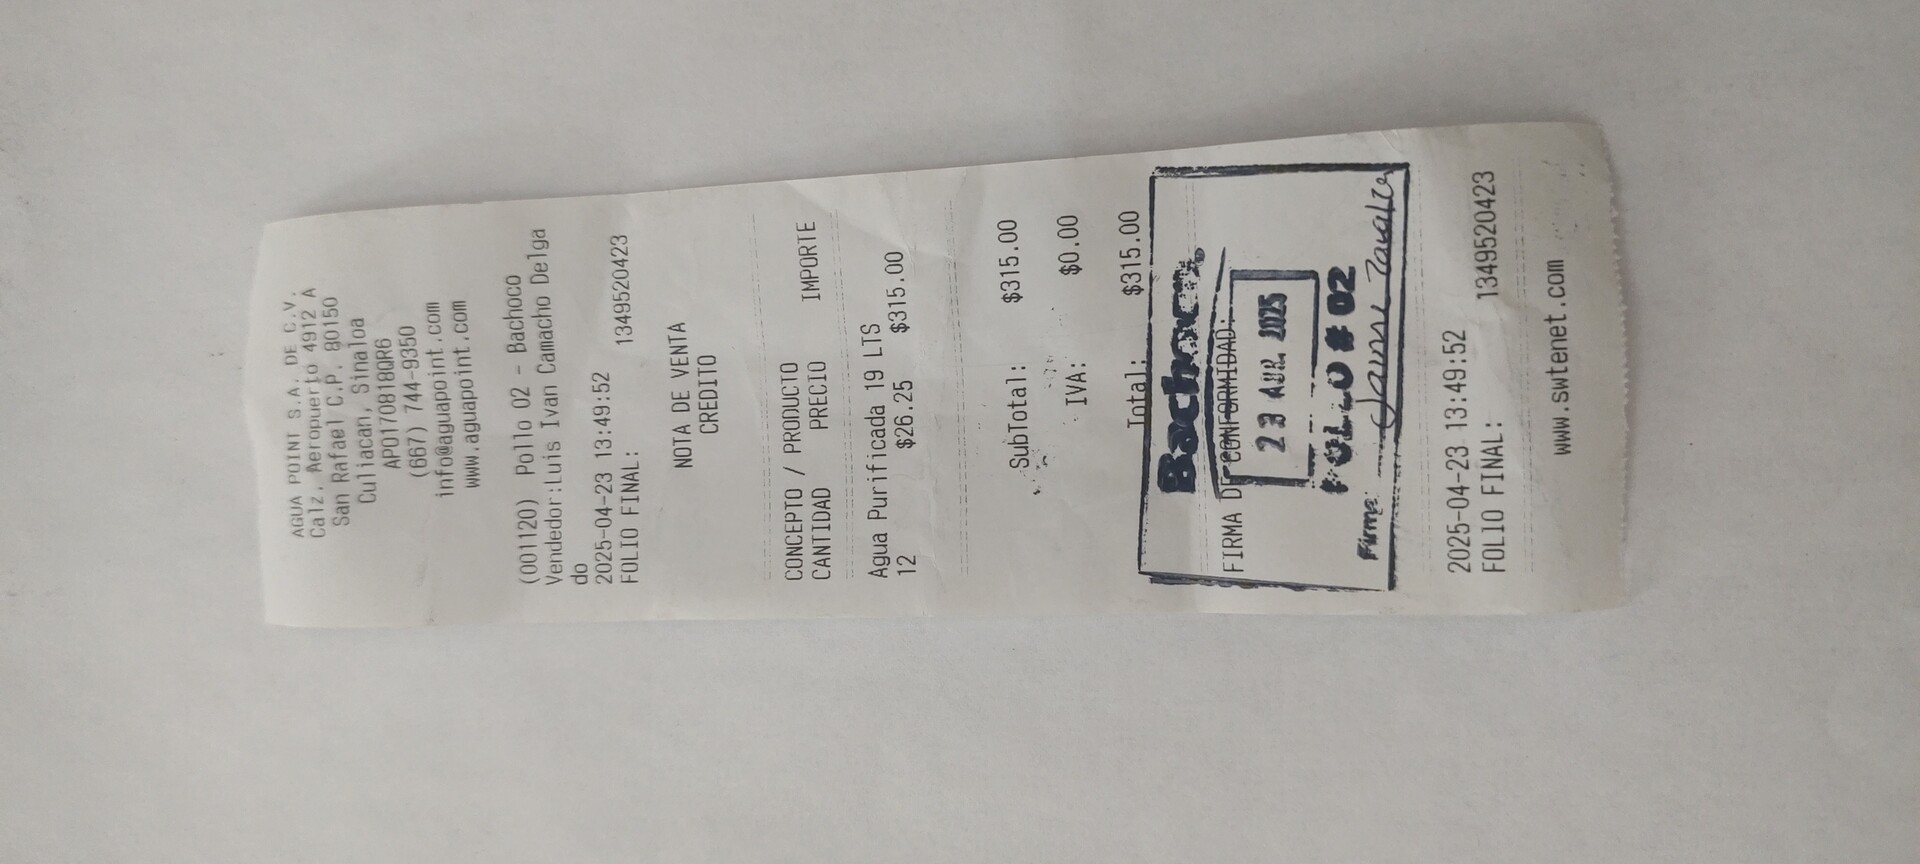 AGUA POINT S.A. DE C.V.
Calz. Aeropuerto 4912 A
San Rafael C.P. 80150
Culiacan, Sinaloa
APO170818QR6
(667) 744-9350
info@aguapoint.com
www.aguapoint.com
(001120) Pollo 02 - Bachoco
Vendedor:Luis Ivan Camacho Delga
do
2025-04-23 13:49:52
FOLIO FINAL: 1349520423
NOTA DE VENTA
CREDITO
CONCEPTO / PRODUCTO
CANTIDAD PRECIO IMPORTE
Agua Purificada 19 LTS
12 $26.25 $315.00
SubTotal: $315.00
IVA: $0.00
Total: $315.00
Bachoco
FIRMA DE CONFORMIDAD:
23 ABR. 2025
POLLO # 02
Firma:
2025-04-23 13:49:52
FOLIO FINAL: 1349520423
www.swtenet.com